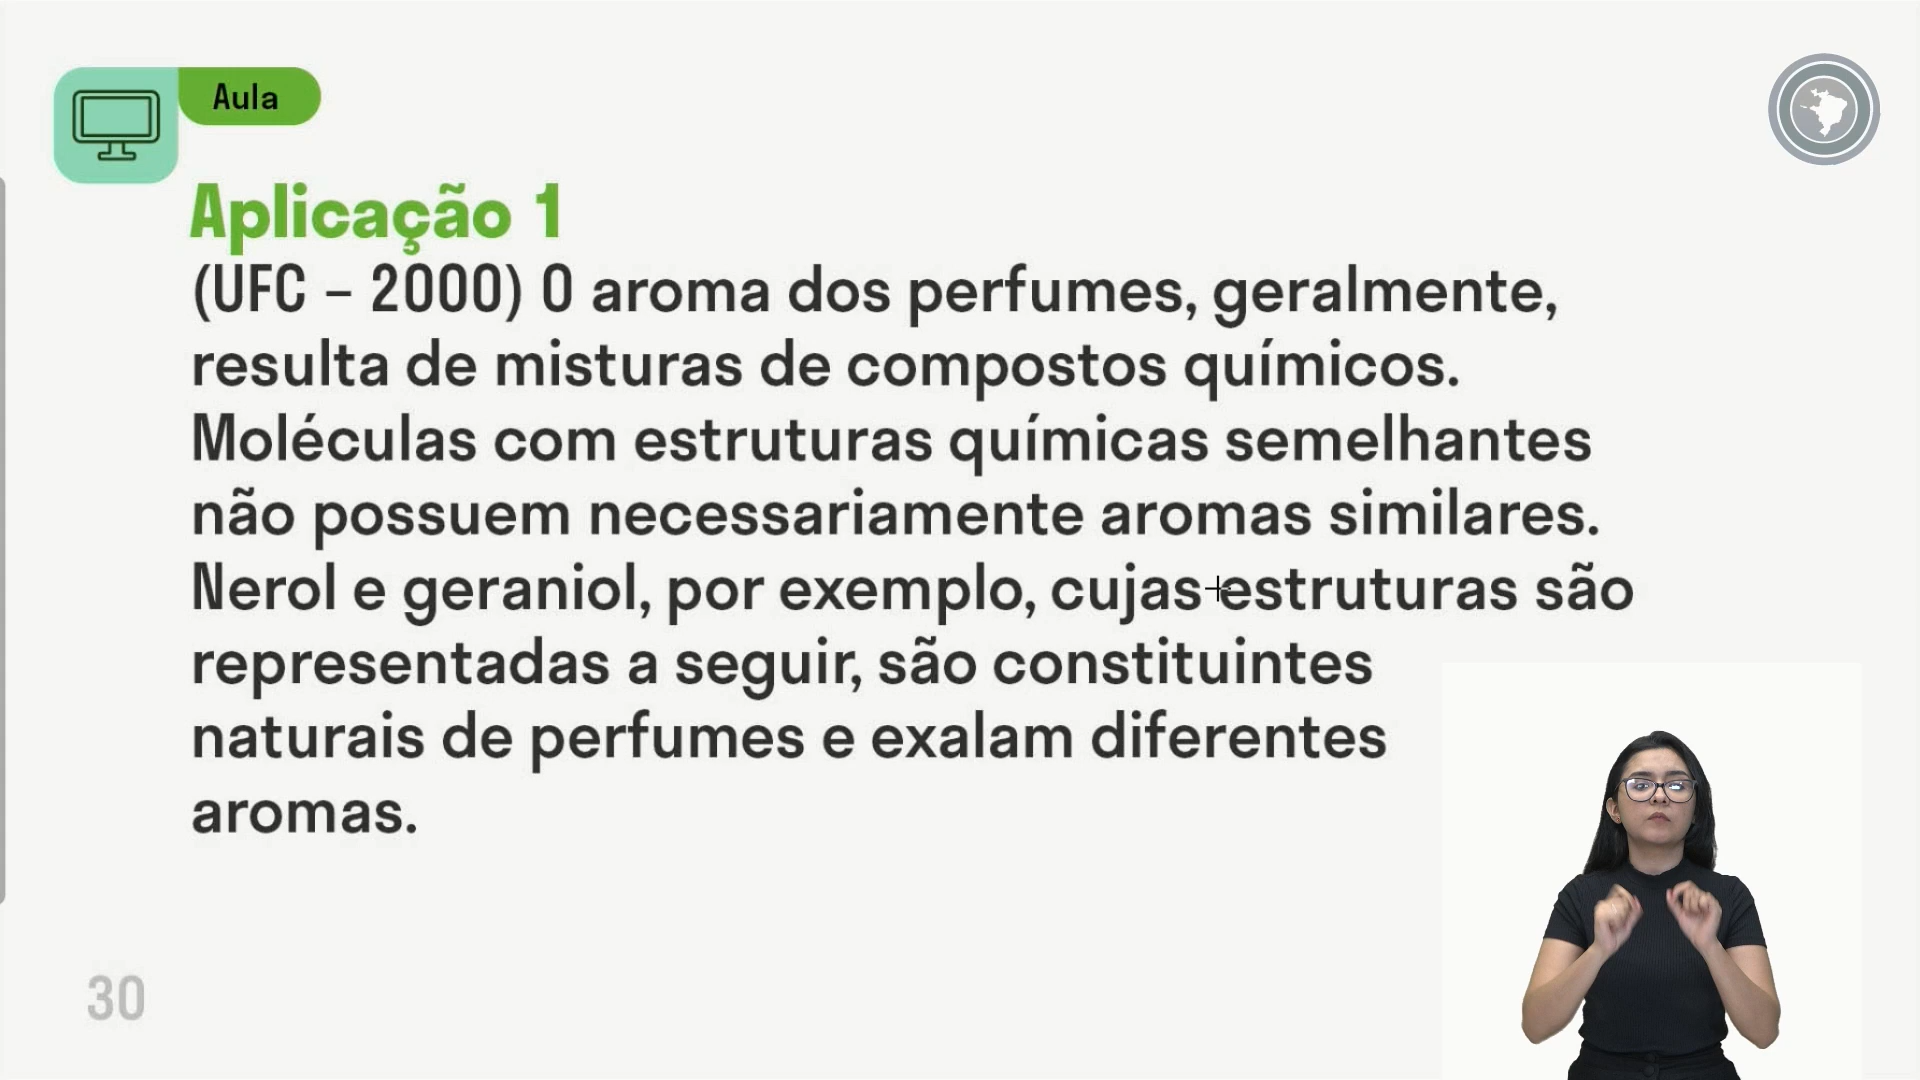 Aula
Aplicação 1
(UFC – 2000) O aroma dos perfumes, geralmente,
resulta de misturas de compostos químicos.
Moléculas com estruturas químicas semelhantes
não possuem necessariamente aromas similares.
Nerol e geraniol, por exemplo, cujas estruturas são
representadas a seguir, são constituintes
naturais de perfumes e exalam diferentes
aromas.
30